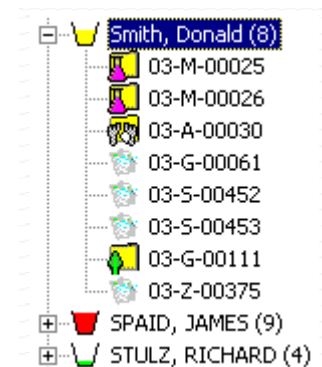 Smith, Donald (8)
03-M-00025
03-M-00026
03-A-00030
03-G-00061
03-S-00452
03-S-00453
03-G-00111
03-Z-00375
SPAID, JAMES (9)
STULZ, RICHARD (4)